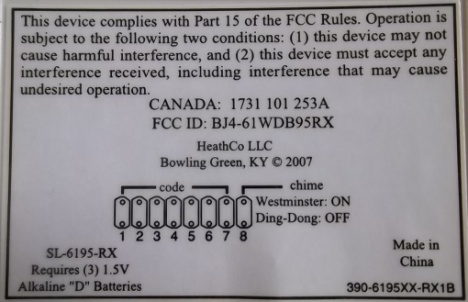 This device complies with Part 15 of the FCC Rules. Operation is
subject to the following two conditions: (1) this device may not
cause harmful interference, and (2) this device must accept any
interference received, including interference that may cause
undesired operation.
CANADA: 1731 101 253A
FCC ID: BJ4-61WDB95RX
HeathCo LLC
Bowling Green, KY © 2007
code chime
Westminster: ON
Ding-Dong: OFF
1 2 3 4 5 6 7 8
SL-6195-RX
Requires (3) 1.5V
Alkaline "D" Batteries
Made in
China
390-6195XX-RX1B